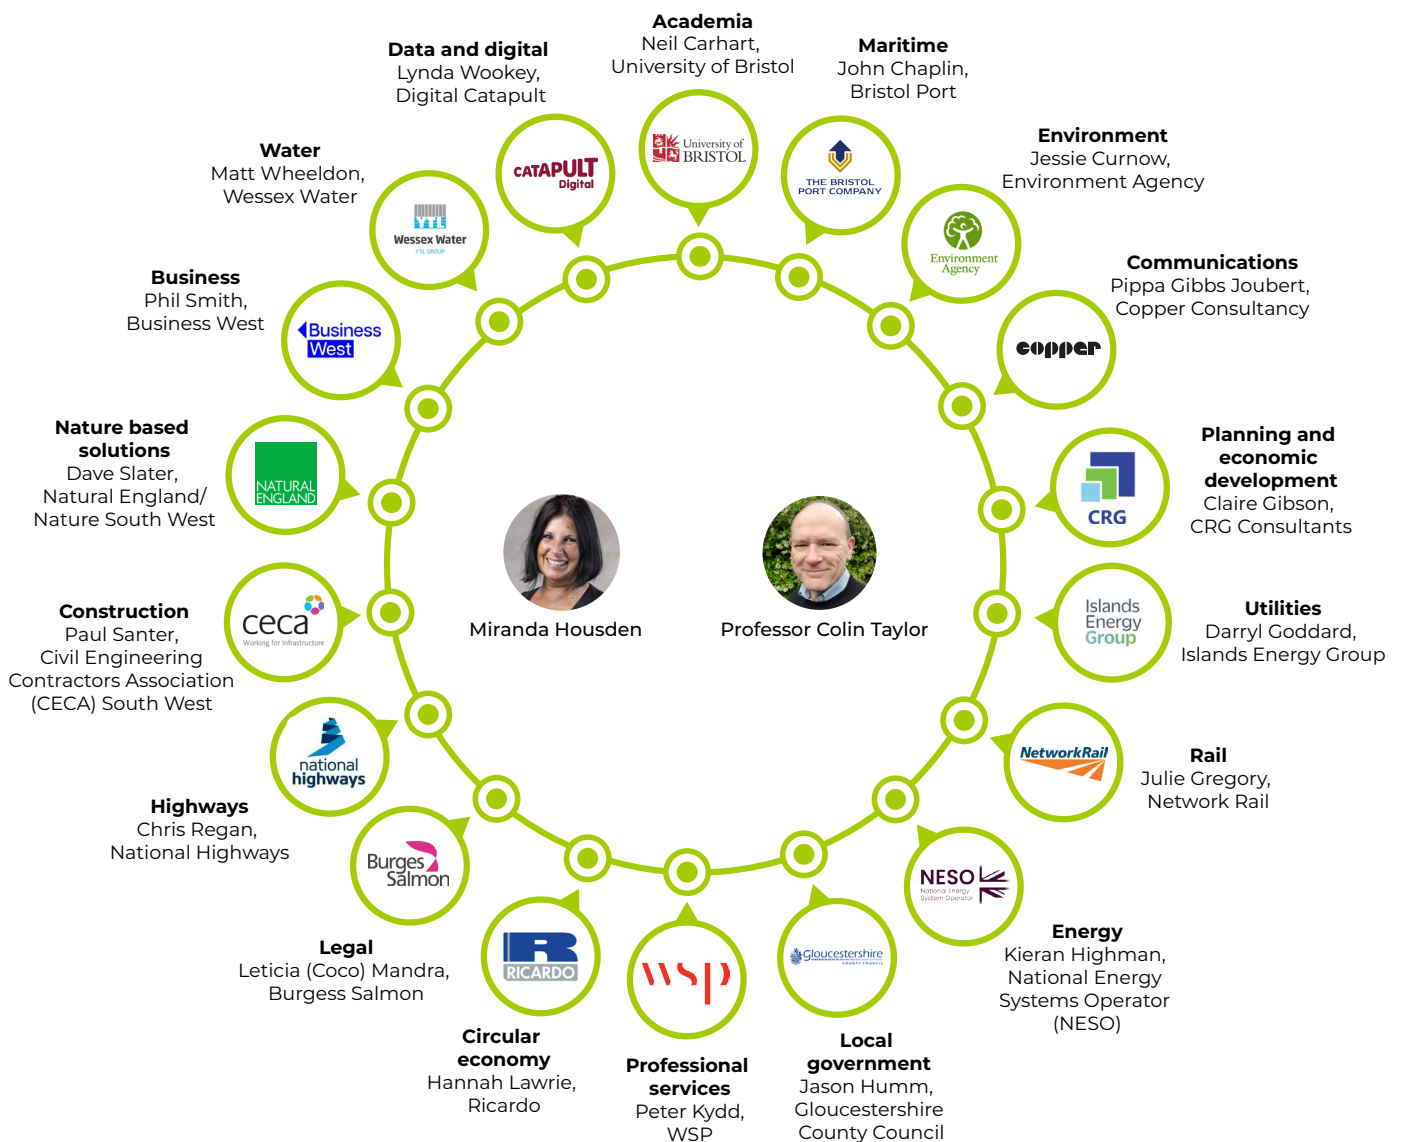 Academia
Neil Carhart,
University of Bristol
Data and digital
Lynda Wookey,
Digital Catapult
Maritime
John Chaplin,
Bristol Port
University of
BRISTOL
CATAPULT
Digital
THE BRISTOL
PORT COMPANY
Environment
Jessie Curnow,
Environment Agency
Water
Matt Wheeldon,
Wessex Water
YTL
Wessex Water
YTL GROUP
Environment
Agency
Communications
Pippa Gibbs Joubert,
Copper Consultancy
copper
Business
Phil Smith,
Business West
Business
West
Planning and
economic
development
Claire Gibson,
CRG Consultants
CRG
Nature based
solutions
Dave Slater,
Natural England/
Nature South West
NATURAL
ENGLAND
Miranda Housden
Professor Colin Taylor
Utilities
Darryl Goddard,
Islands Energy Group
Islands
Energy
Group
Construction
Paul Santer,
Civil Engineering
Contractors Association
(CECA) South West
ceca
Working for Infrastructure
Rail
Julie Gregory,
Network Rail
NetworkRail
national
highways
Highways
Chris Regan,
National Highways
Burges
Salmon
Legal
Leticia (Coco) Mandra,
Burgess Salmon
NESO
National Energy
System Operator
Energy
Kieran Highman,
National Energy
Systems Operator
(NESO)
R
RICARDO
Circular
economy
Hannah Lawrie,
Ricardo
wsp
Professional
services
Peter Kydd,
WSP
Gloucestershire
COUNTY COUNCIL
Local
government
Jason Humm,
Gloucestershire
County Council